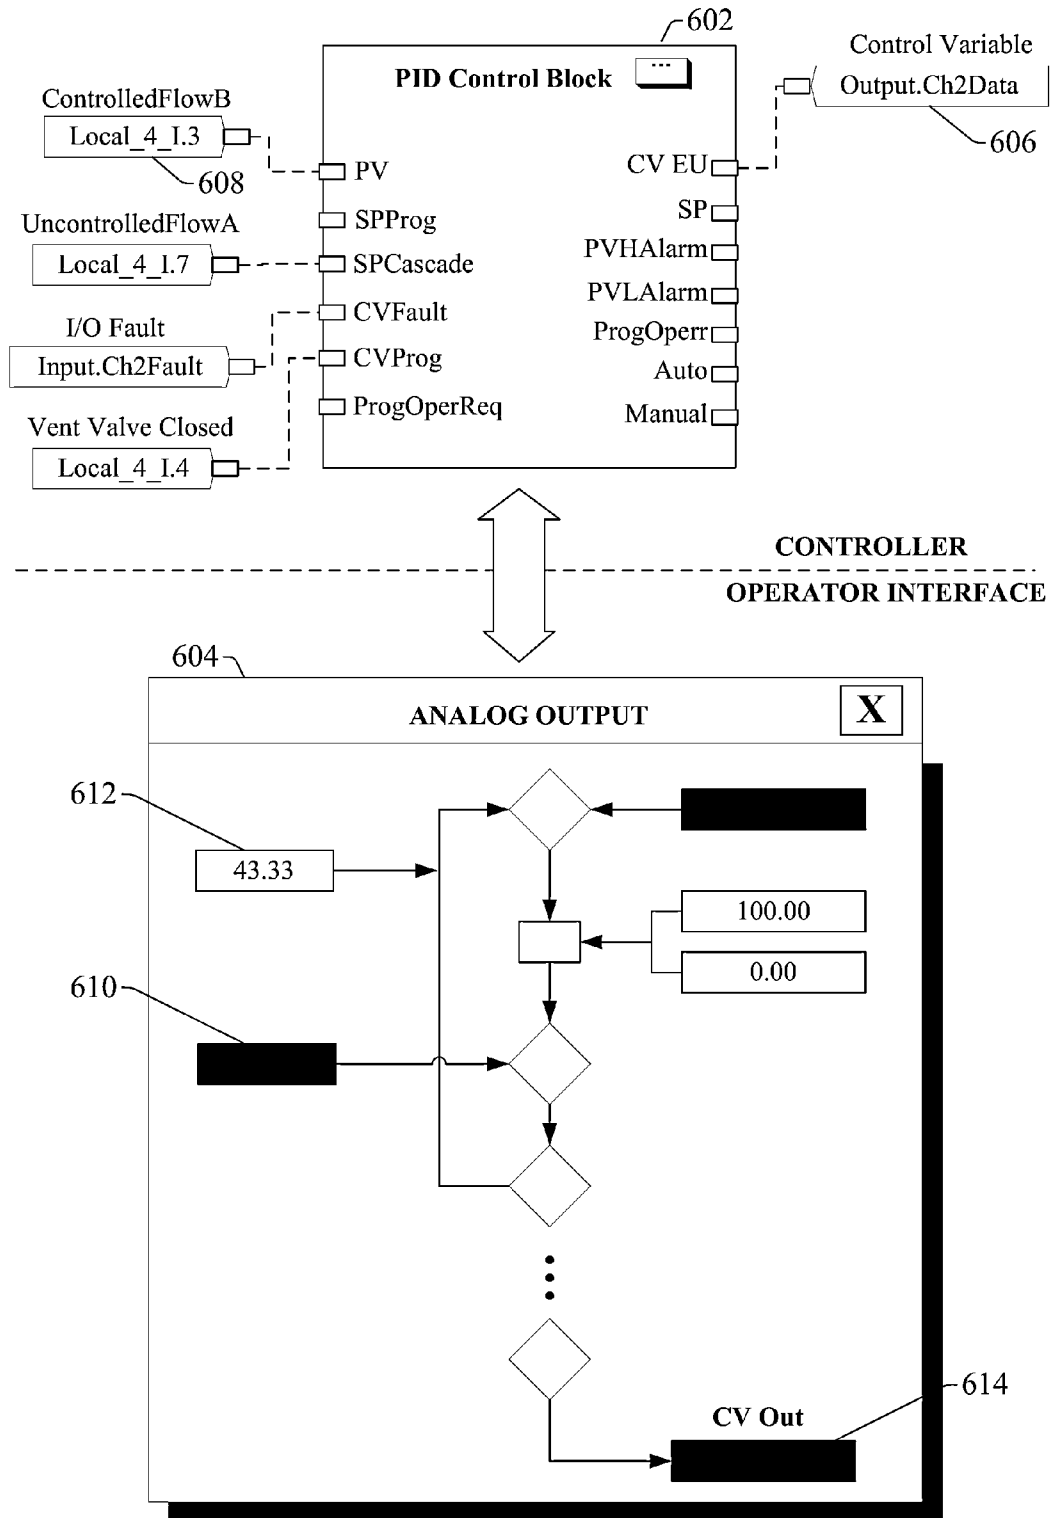 602
PID Control Block
...
Control Variable
Output.Ch2Data
606
ControlledFlowB
Local_4_I.3
608
UncontrolledFlowA
Local_4_I.7
I/O Fault
Input.Ch2Fault
Vent Valve Closed
Local_4_I.4
PV
SPProg
SPCascade
CVFault
CVProg
ProgOperReq
CV EU
SP
PVHAlarm
PVLAlarm
ProgOperr
Auto
Manual
CONTROLLER
OPERATOR INTERFACE
604
ANALOG OUTPUT
X
612
43.33
100.00
0.00
610
614
CV Out